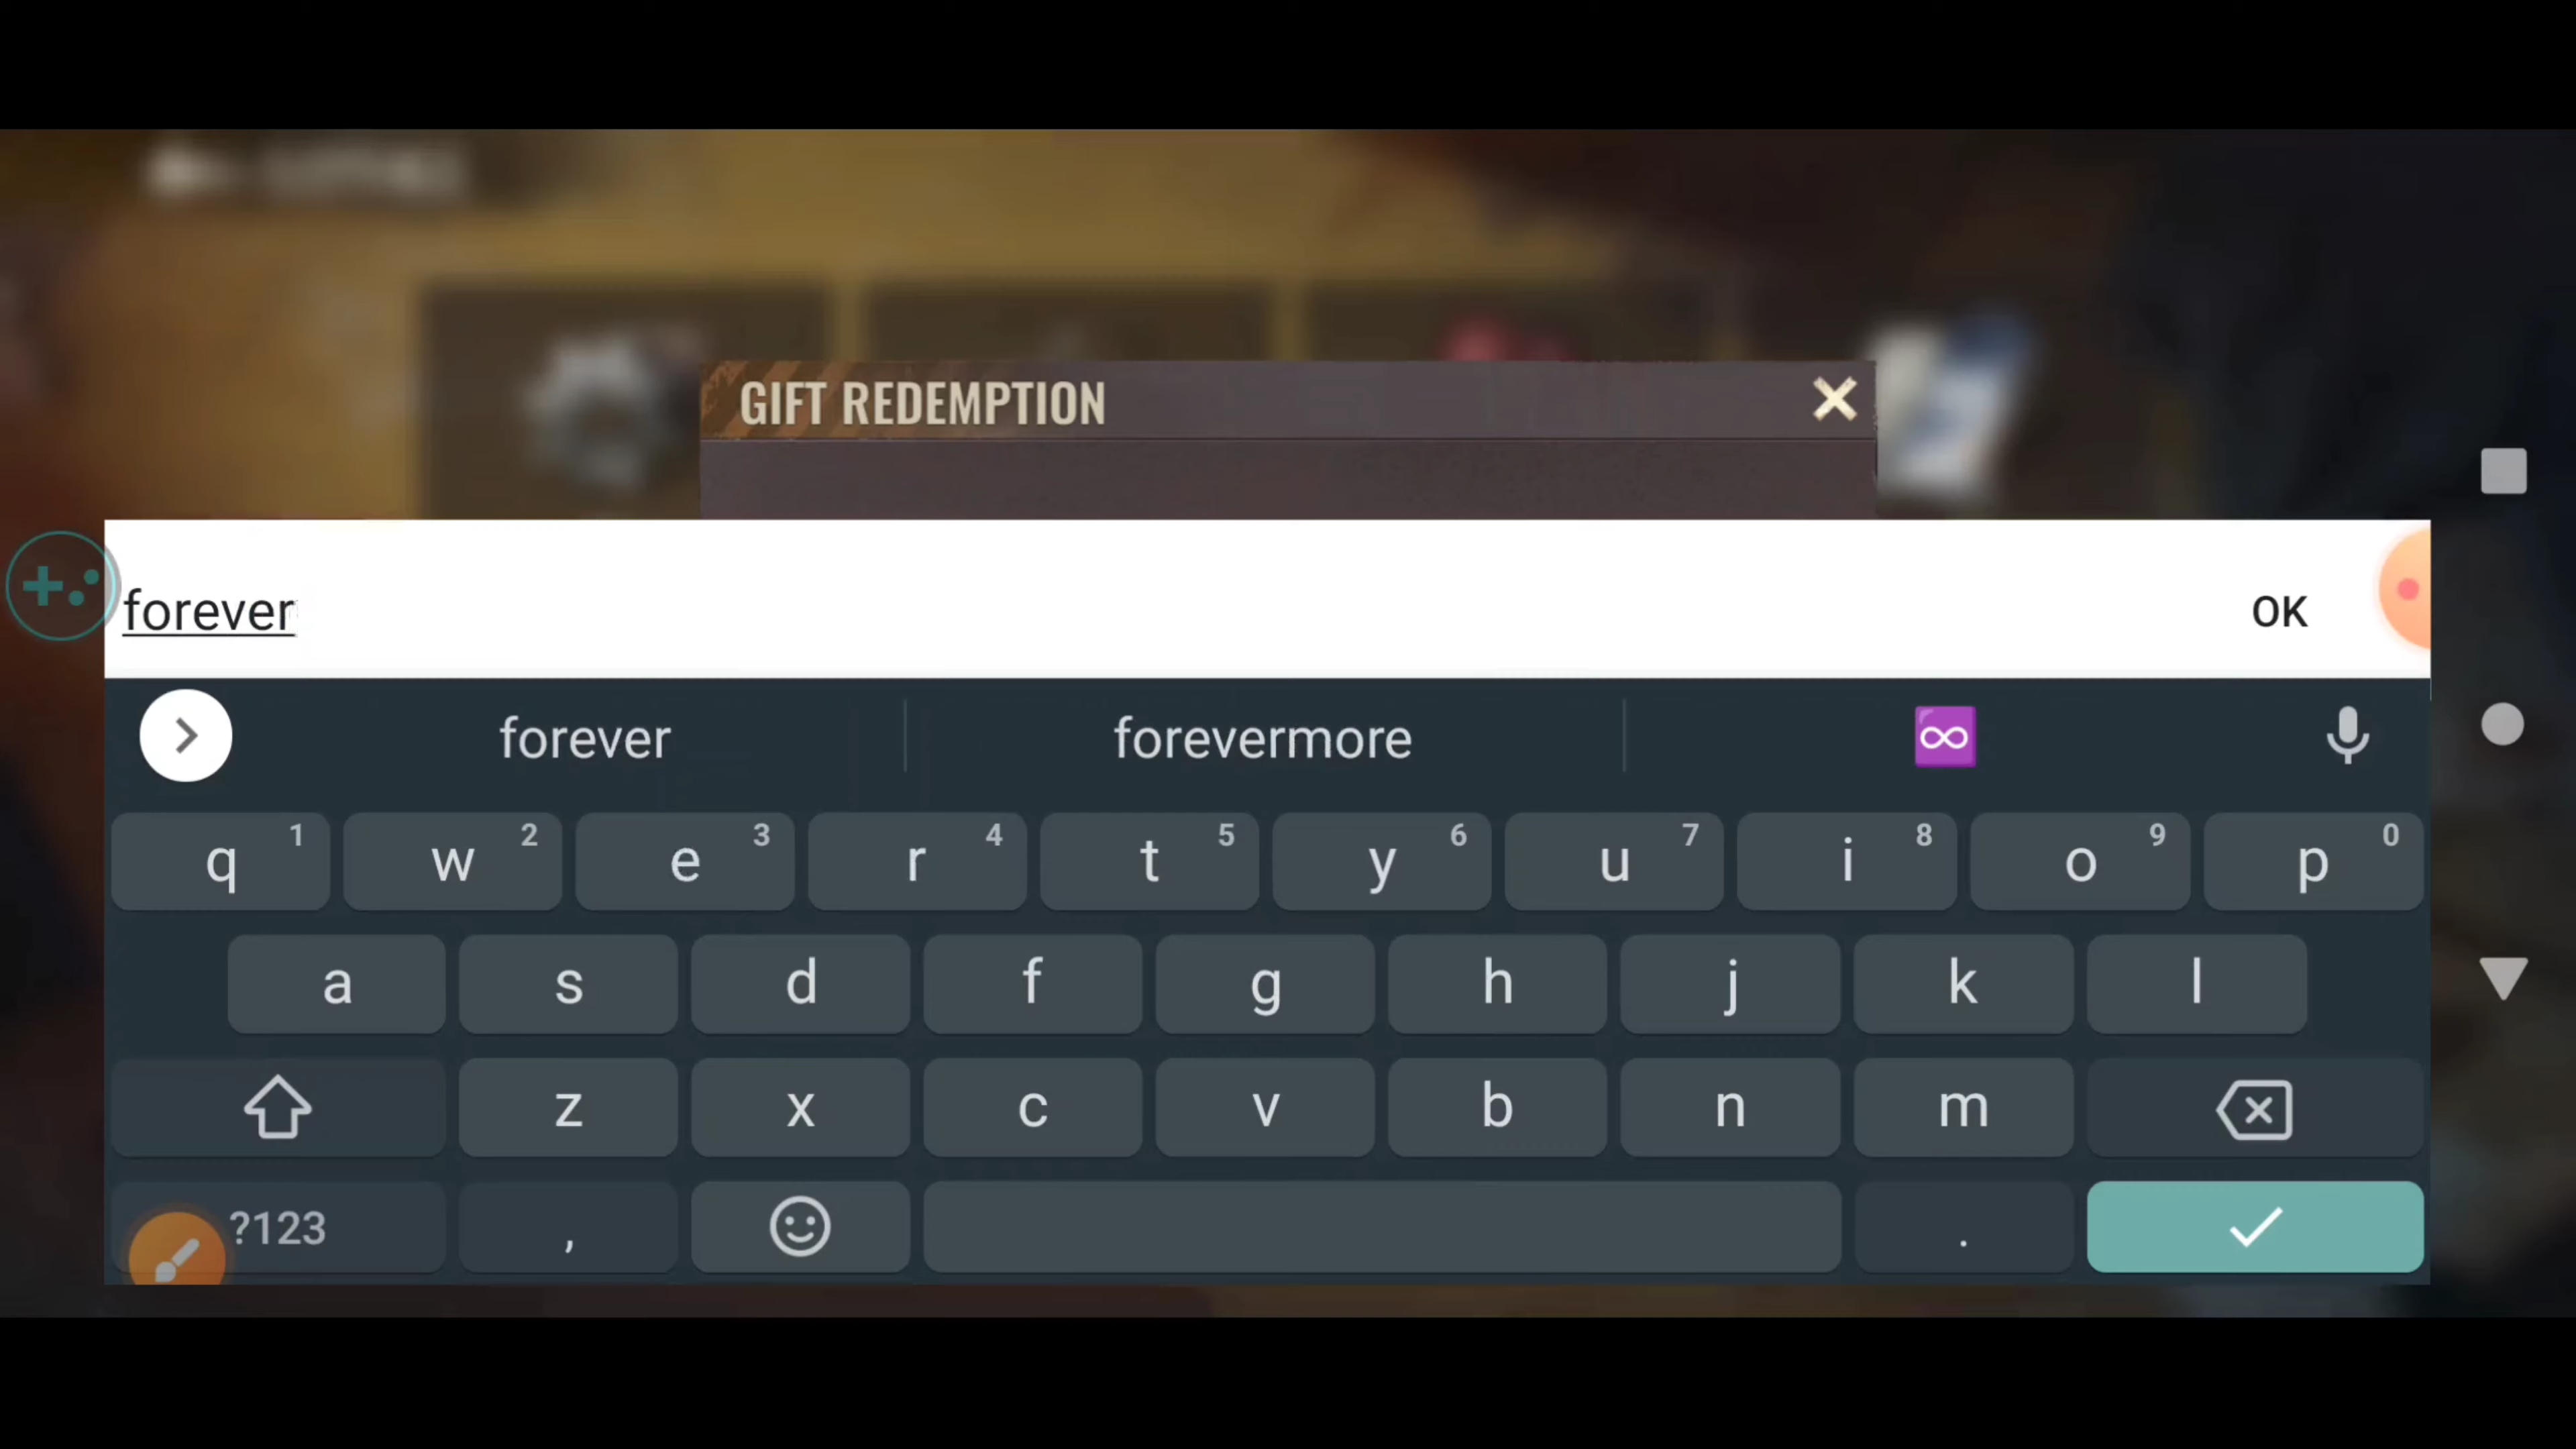 GIFT REDEMPTION
forever
OK
forever forevermore
q 1 w 2 e 3 r 4 t 5 y 6 u 7 i 8 o 9 p 0
a s d f g h j k l
z x c v b n m
?123 , .